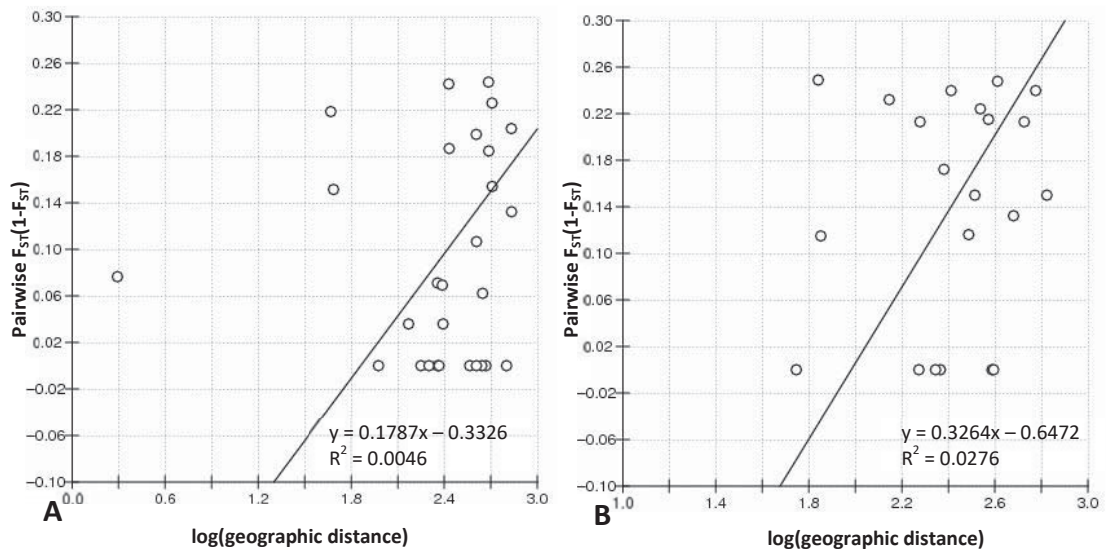 0.30
0.26
0.22
0.18
0.14
0.10
0.06
0.02
−0.02
−0.06
−0.10
Pairwise FST(1-FST)
y = 0.1787x – 0.3326
R² = 0.0046
0.0 0.6 1.2 1.8 2.4 3.0
A
log(geographic distance)
0.30
0.26
0.22
0.18
0.14
0.10
0.06
0.02
−0.02
−0.06
−0.10
Pairwise FST(1-FST)
y = 0.3264x – 0.6472
R² = 0.0276
1.0 1.4 1.8 2.2 2.6 3.0
B
log(geographic distance)